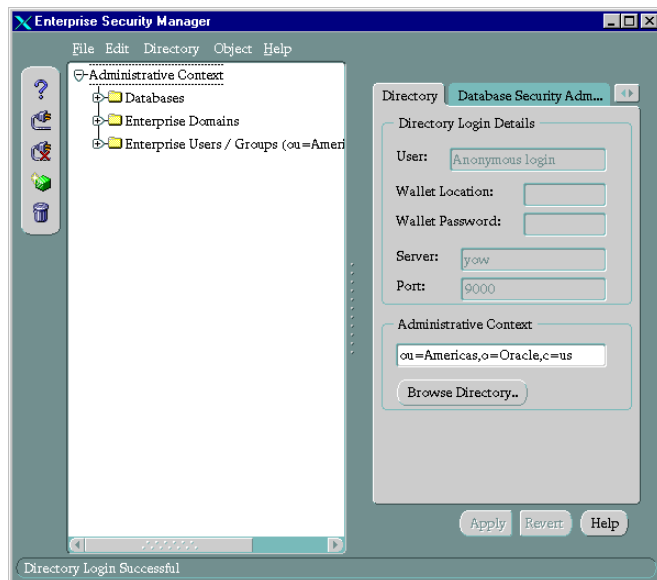 Enterprise Security Manager
File Edit Directory Object Help
Administrative Context
Databases
Enterprise Domains
Enterprise Users / Groups (ou=Ameri
Directory
Database Security Adm...
Directory Login Details
User: Anonymous login
Wallet Location:
Wallet Password:
Server: yow
Port: 9000
Administrative Context
ou=Americas,o=Oracle,c=us
Browse Directory..
Apply Revert Help
Directory Login Successful